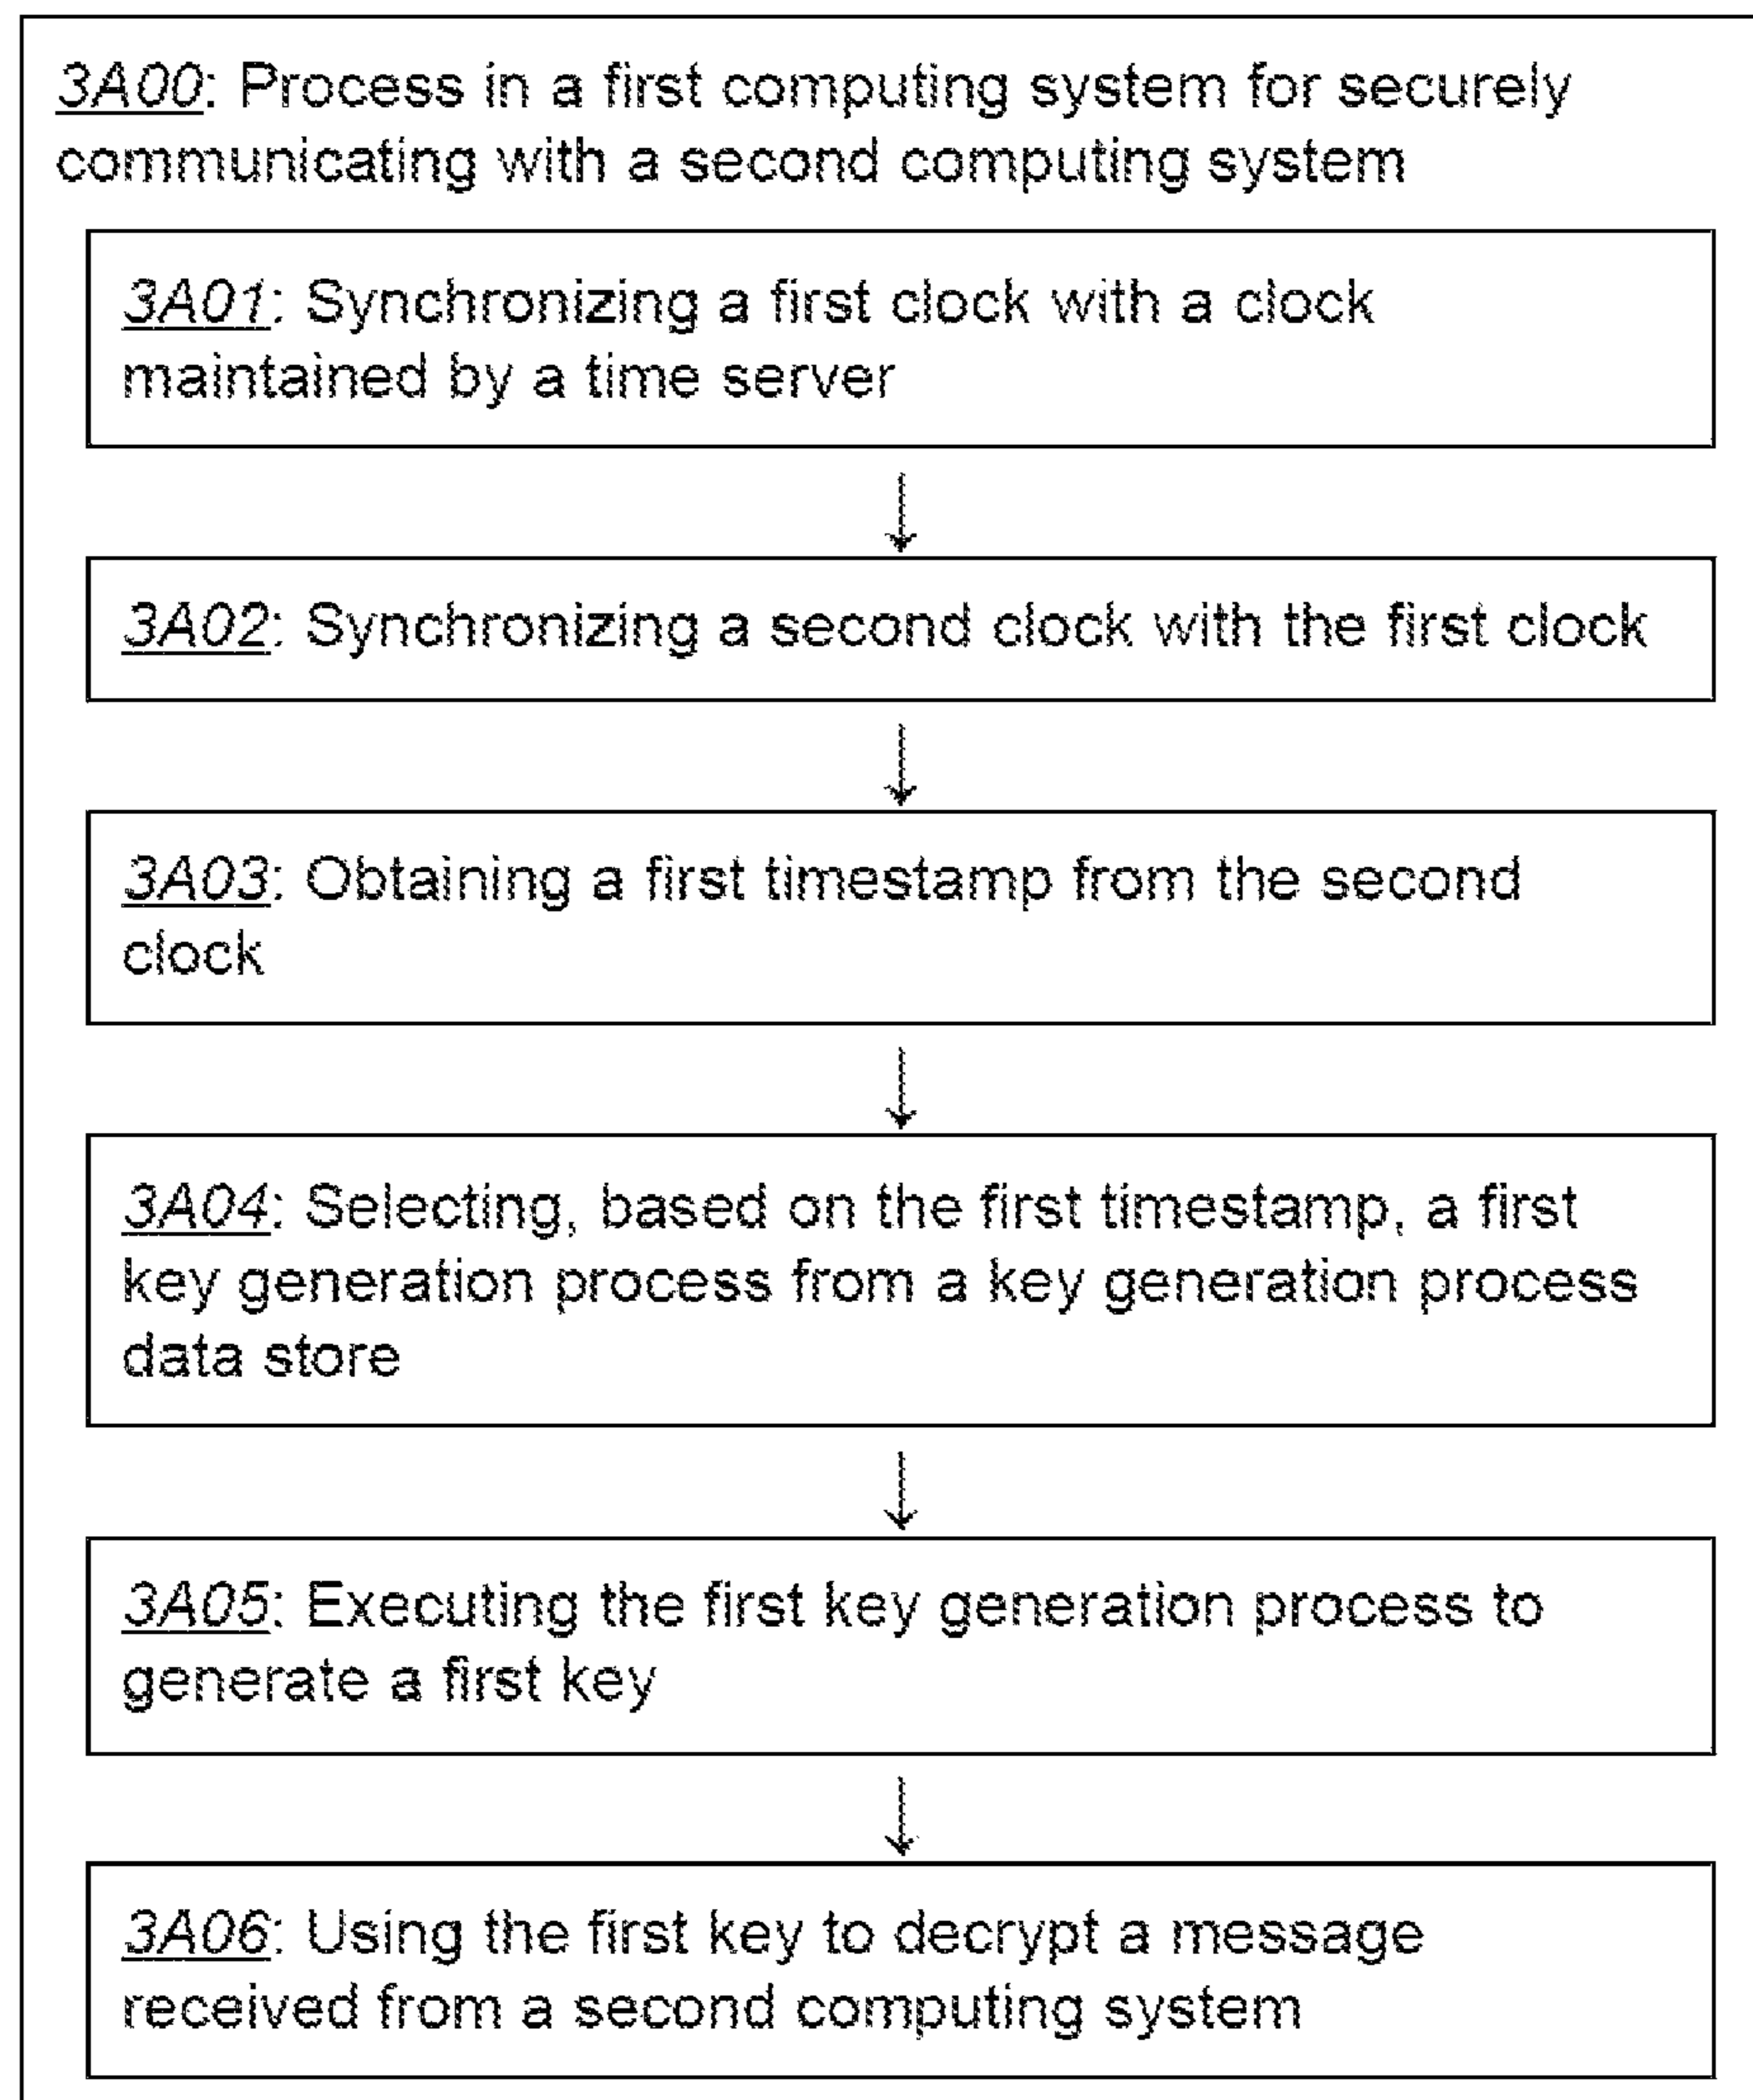 3A00: Process in a first computing system for securely
communicating with a second computing system
3A01: Synchronizing a first clock with a clock
maintained by a time server
3A02: Synchronizing a second clock with the first clock
3A03: Obtaining a first timestamp from the second
clock
3A04: Selecting, based on the first timestamp, a first
key generation process from a key generation process
data store
3A05: Executing the first key generation process to
generate a first key
3A06: Using the first key to decrypt a message
received from a second computing system